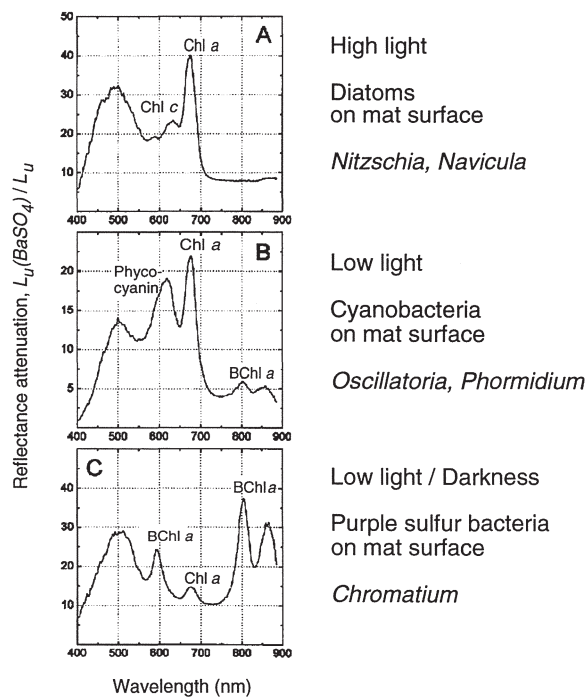 Reflectance attenuation, Lu(BaSO4) / Lu
50
40
30
20
10
400 500 600 700 800 900
A
Chl a
Chl c
High light
Diatoms
on mat surface
Nitzschia, Navicula
20
15
10
5
400 500 600 700 800 900
B
Chl a
Phyco-
cyanin
BChl a
Low light
Cyanobacteria
on mat surface
Oscillatoria, Phormidium
40
30
20
10
400 500 600 700 800 900
C
BChl a
BChl a
Chl a
Low light / Darkness
Purple sulfur bacteria
on mat surface
Chromatium
Wavelength (nm)